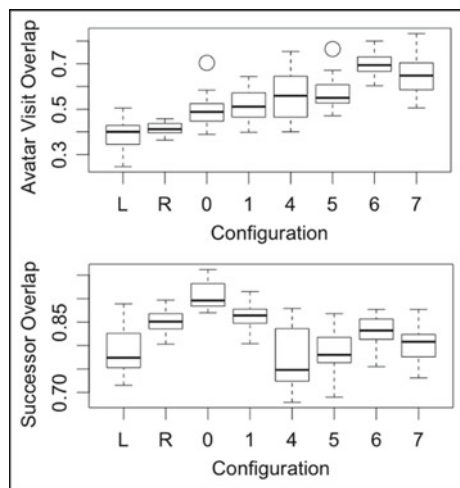 Avatar Visit Overlap
0.7
0.5
0.3
L R 0 1 4 5 6 7
Configuration
Successor Overlap
0.85
0.70
L R 0 1 4 5 6 7
Configuration